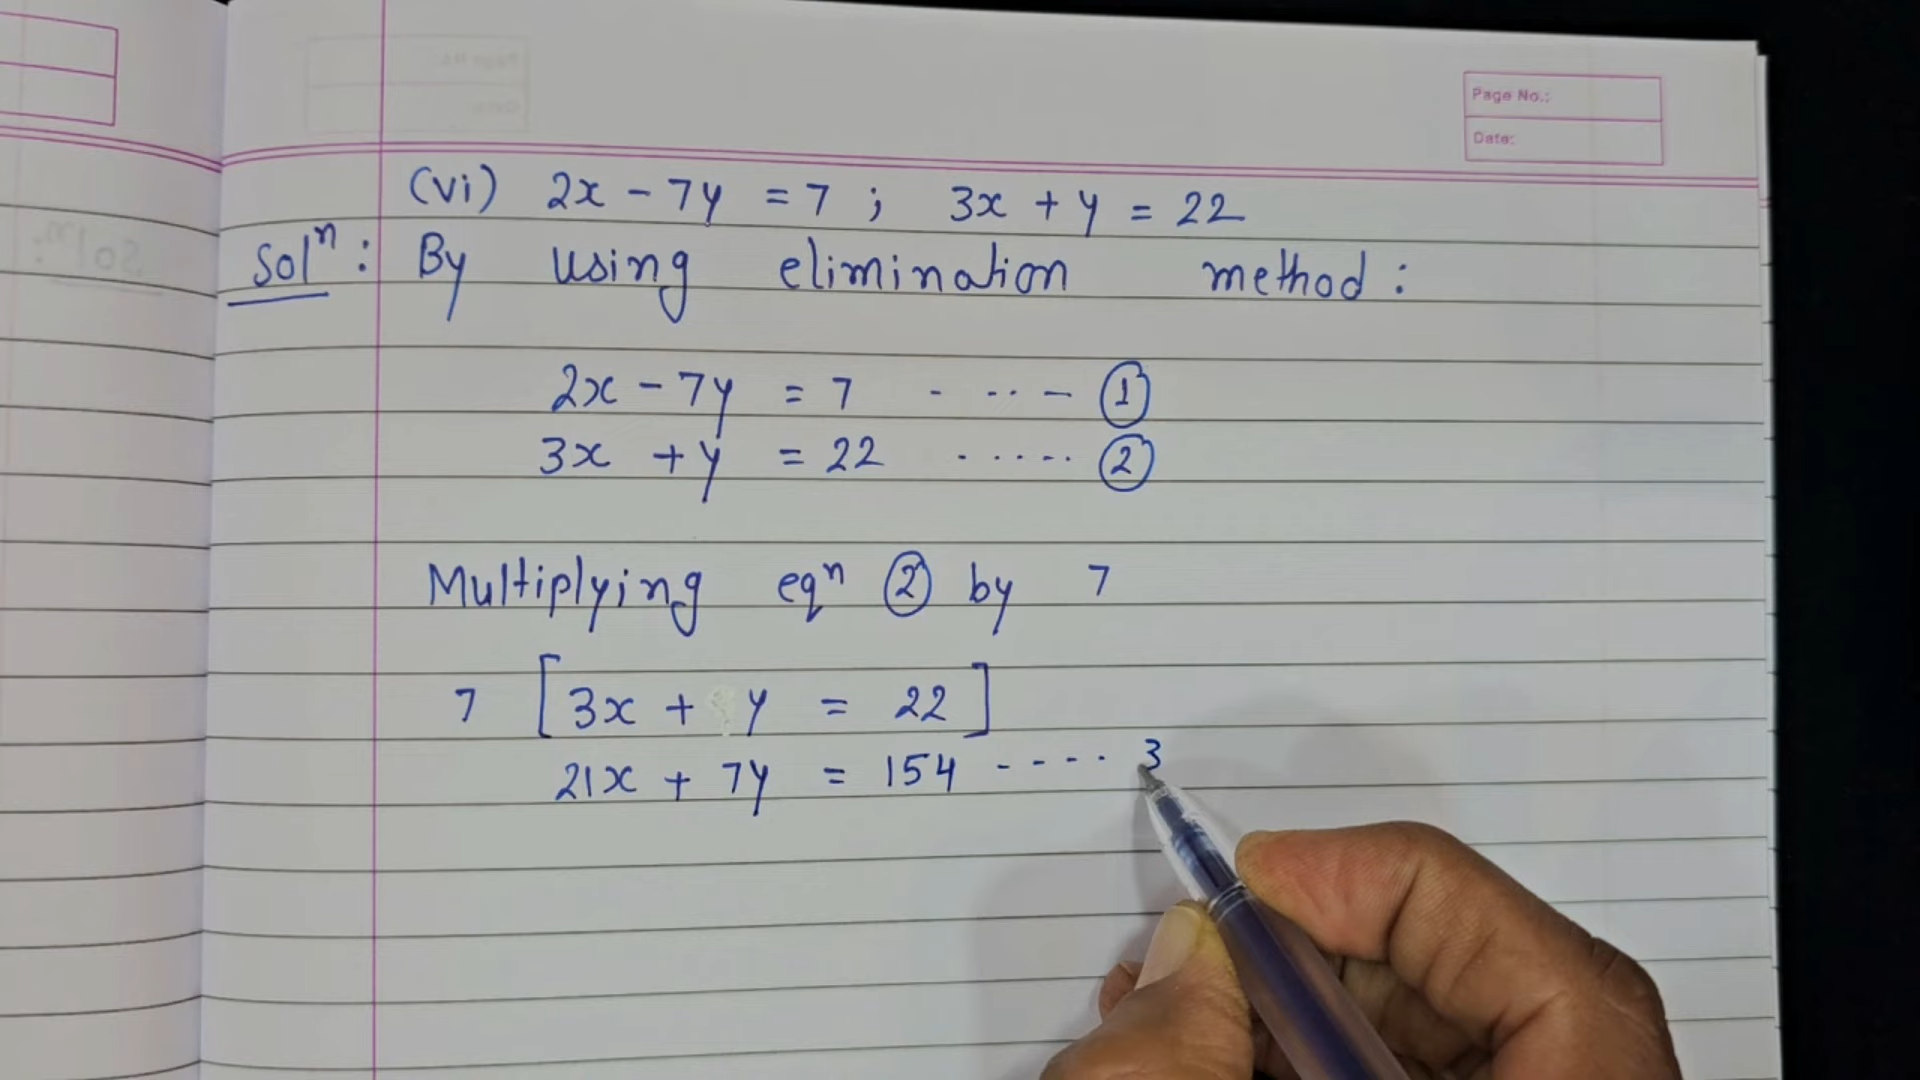 Page No.:
Date:
(vi) 2x - 7y = 7 ; 3x + y = 22
Solⁿ : By using elimination method :
2x - 7y = 7 - - - - ①
3x + y = 22 . . . . . ②
Multiplying eqⁿ ② by 7
7 [ 3x + y = 22 ]
21x + 7y = 154 - - - - 3